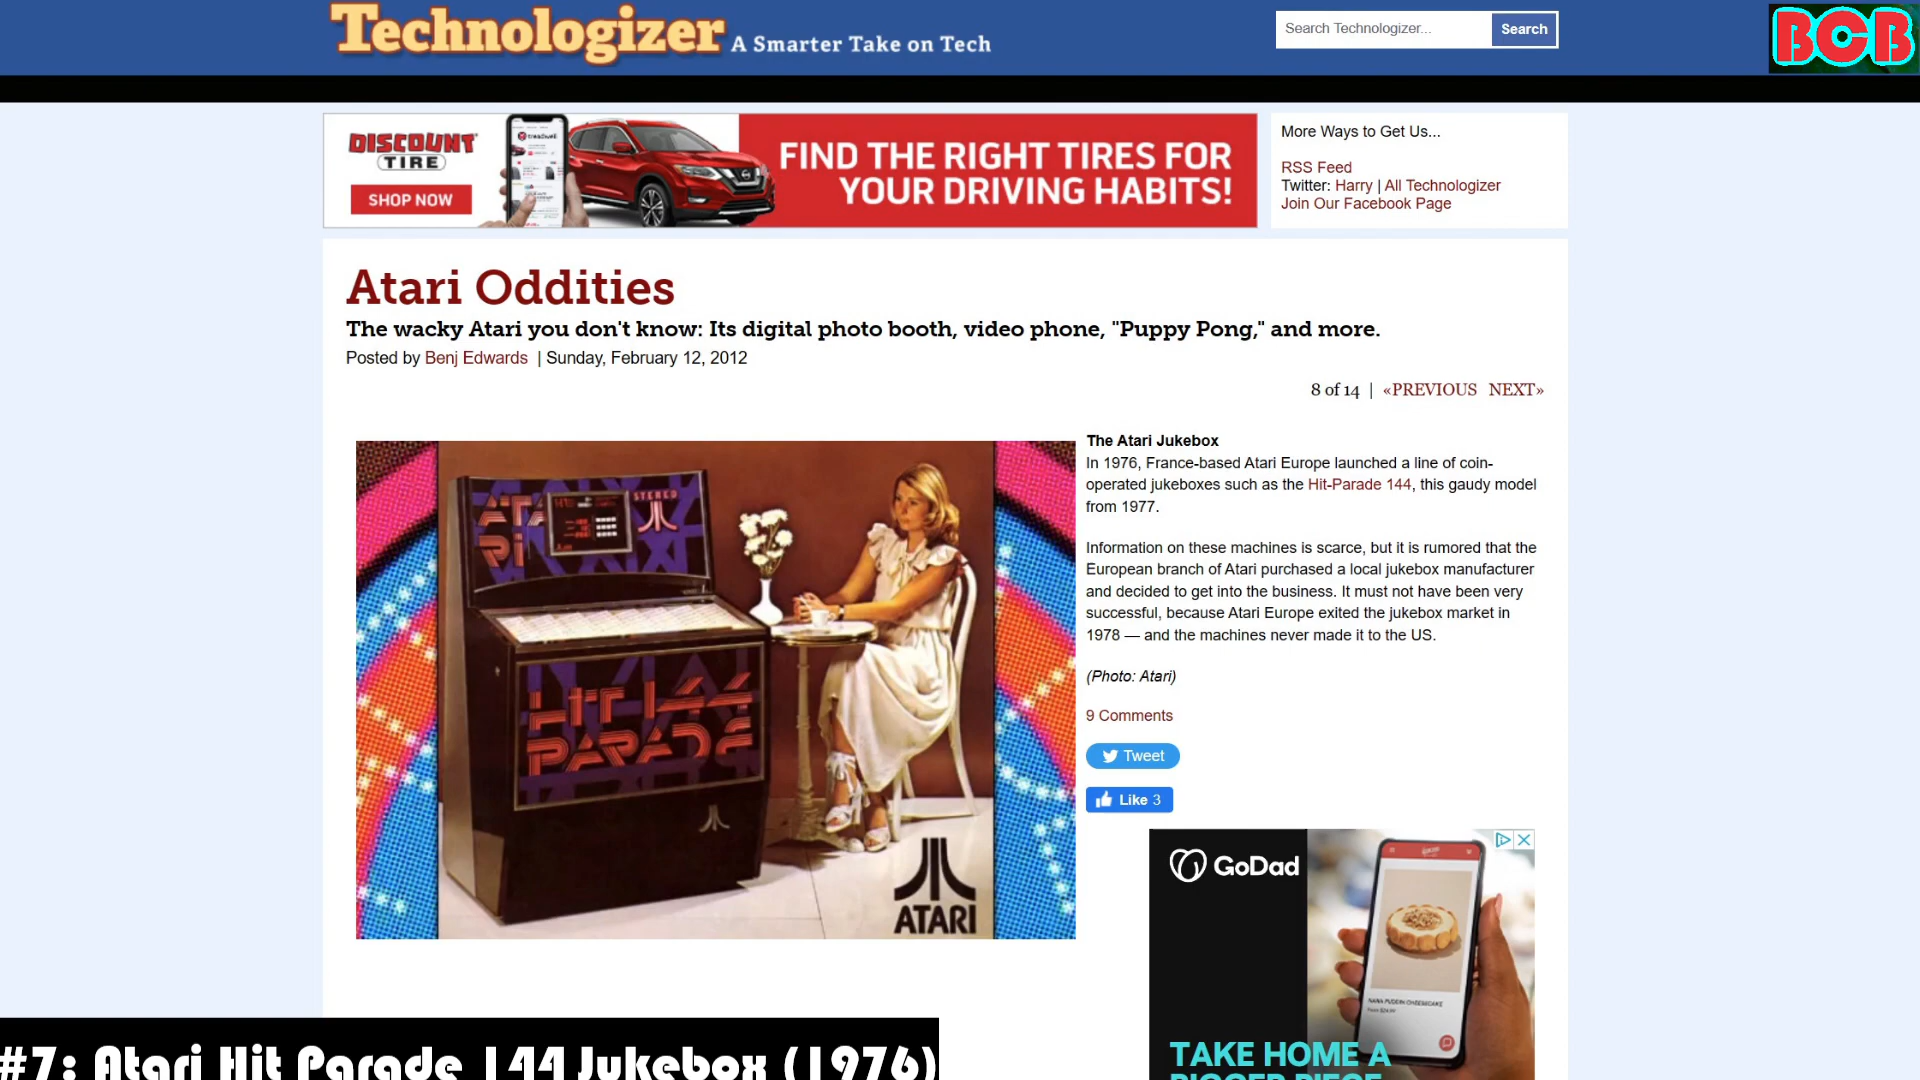 Technologizer A Smarter Take on Tech
Search Technologizer...
Search
BCB
DISCOUNT
TIRE
SHOP NOW
FIND THE RIGHT TIRES FOR
YOUR DRIVING HABITS!
More Ways to Get Us...
RSS Feed
Twitter: Harry | All Technologizer
Join Our Facebook Page
Atari Oddities
The wacky Atari you don't know: Its digital photo booth, video phone, "Puppy Pong," and more.
Posted by Benj Edwards | Sunday, February 12, 2012
8 of 14 | «PREVIOUS NEXT»
STEREO
HIT 144
PARADE
ATARI
The Atari Jukebox
In 1976, France-based Atari Europe launched a line of coin-
operated jukeboxes such as the Hit-Parade 144, this gaudy model
from 1977.
Information on these machines is scarce, but it is rumored that the
European branch of Atari purchased a local jukebox manufacturer
and decided to get into the business. It must not have been very
successful, because Atari Europe exited the jukebox market in
1978 — and the machines never made it to the US.
(Photo: Atari)
9 Comments
Tweet
Like 3
GoDad
NANA PUDDIN CHEESECAKE
TAKE HOME A
BIGGER PIECE
#7: Atari Hit Parade 144 Jukebox (1976)